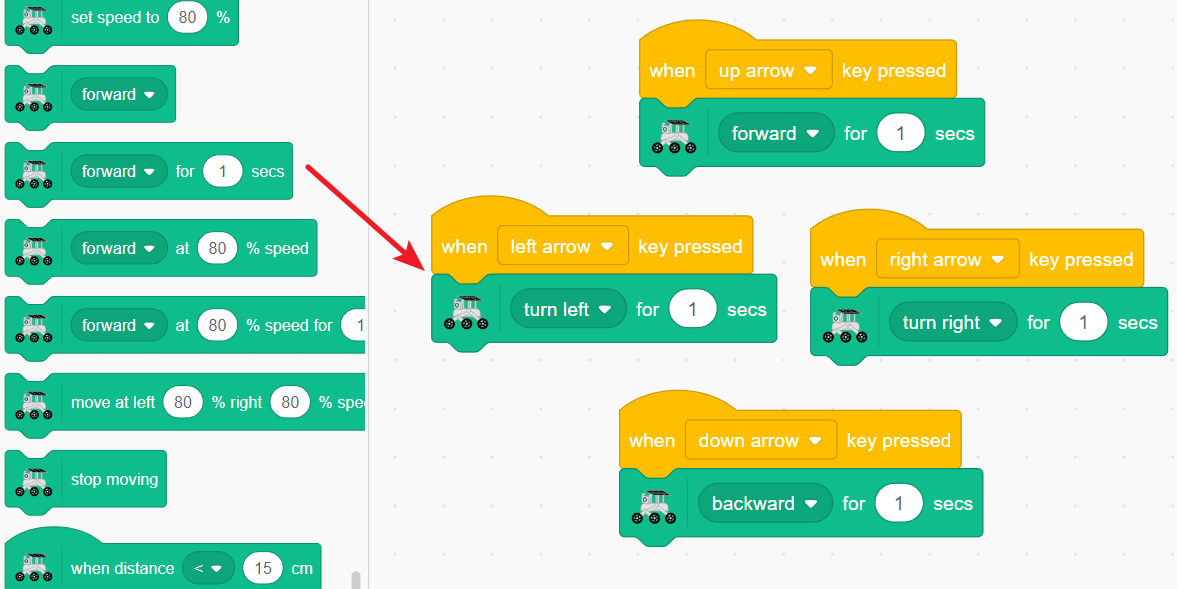 set speed to 80 %
forward
forward for 1 secs
forward at 80 % speed
forward at 80 % speed for 1
move at left 80 % right 80 % spe
stop moving
when distance < 15 cm
when up arrow key pressed
forward for 1 secs
when left arrow key pressed
turn left for 1 secs
when right arrow key pressed
turn right for 1 secs
when down arrow key pressed
backward for 1 secs